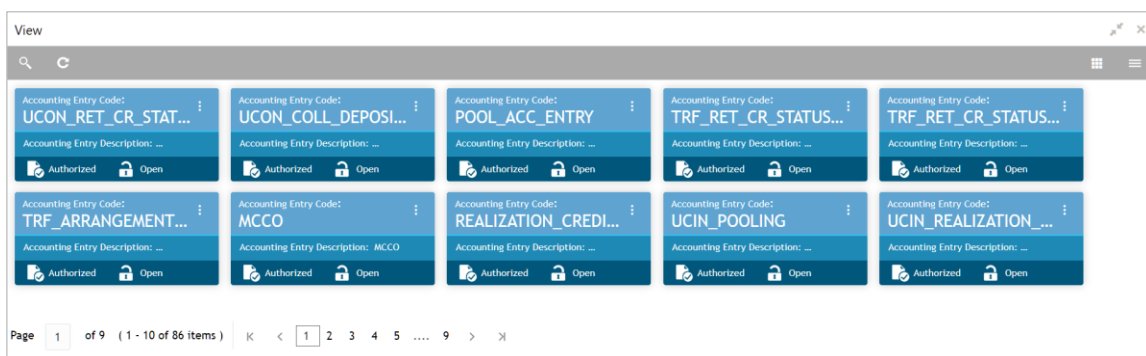 View
Accounting Entry Code:
UCON_RET_CR_STAT...
Accounting Entry Description: ...
Authorized Open
Accounting Entry Code:
UCON_COLL_DEPOSI...
Accounting Entry Description: ...
Authorized Open
Accounting Entry Code:
POOL_ACC_ENTRY
Accounting Entry Description: ...
Authorized Open
Accounting Entry Code:
TRF_RET_CR_STATUS...
Accounting Entry Description: ...
Authorized Open
Accounting Entry Code:
TRF_RET_CR_STATUS...
Accounting Entry Description: ...
Authorized Open
Accounting Entry Code:
TRF_ARRANGEMENT...
Accounting Entry Description: ...
Authorized Open
Accounting Entry Code:
MCCO
Accounting Entry Description: MCCO
Authorized Open
Accounting Entry Code:
REALIZATION_CREDI...
Accounting Entry Description: ...
Authorized Open
Accounting Entry Code:
UCIN_POOLING
Accounting Entry Description: ...
Authorized Open
Accounting Entry Code:
UCIN_REALIZATION_...
Accounting Entry Description: ...
Authorized Open
Page 1 of 9 ( 1 - 10 of 86 items ) 1 2 3 4 5 .... 9